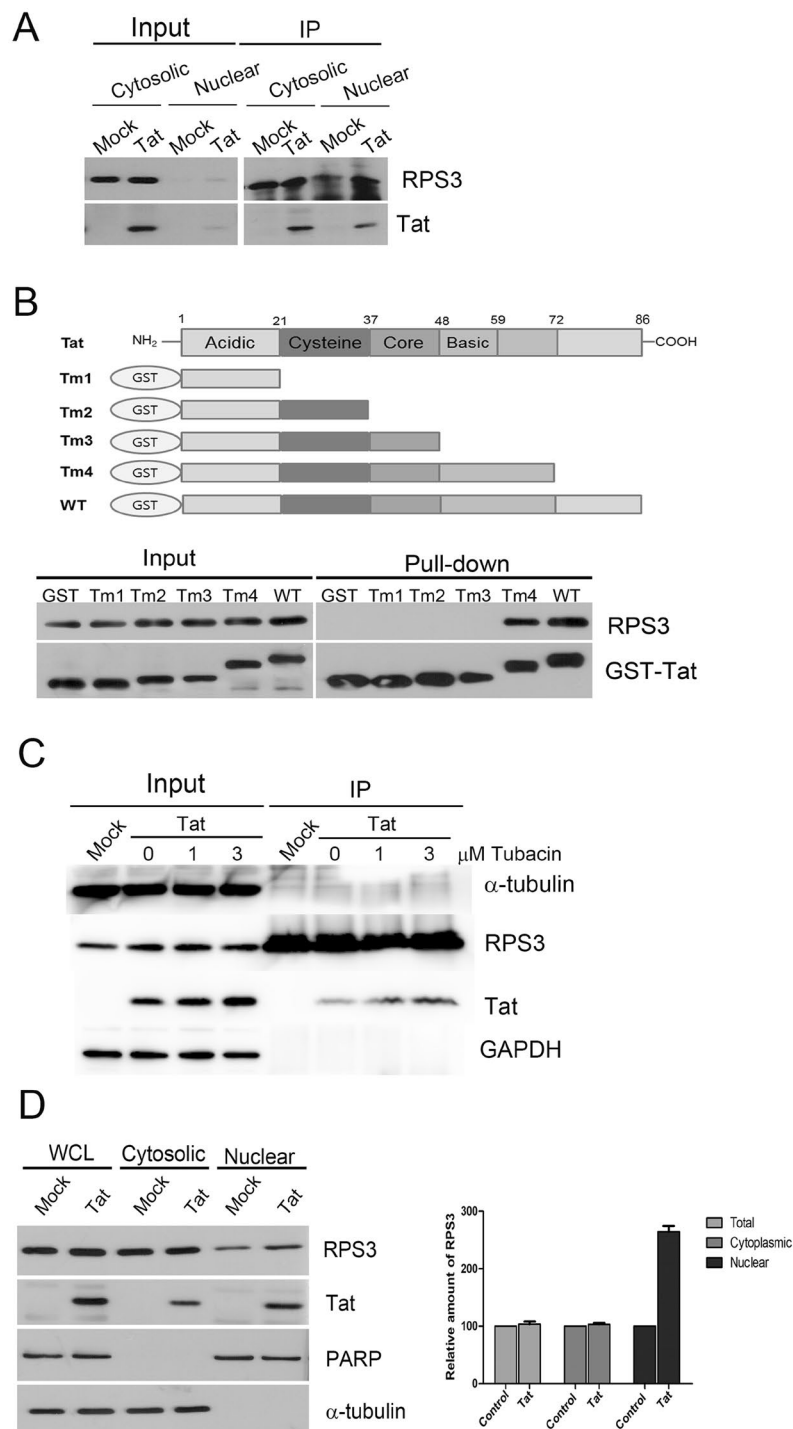 A
Input IP
Cytosolic Nuclear Cytosolic Nuclear
Mock Tat Mock Tat Mock Tat Mock Tat
RPS3
Tat
B
1 21 37 48 59 72 86
Tat NH2 Acidic Cysteine Core Basic COOH
Tm1 GST
Tm2 GST
Tm3 GST
Tm4 GST
WT GST
Input Pull-down
GST Tm1 Tm2 Tm3 Tm4 WT GST Tm1 Tm2 Tm3 Tm4 WT
RPS3
GST-Tat
C
Input IP
Mock Tat Mock Tat
0 1 3 0 1 3 μM Tubacin
α-tubulin
RPS3
Tat
GAPDH
D
WCL Cytosolic Nuclear
Mock Tat Mock Tat Mock Tat
RPS3
Tat
PARP
α-tubulin
Relative amount of RPS3
300
200
100
0
Control Tat Control Tat Control Tat
Total
Cytoplasmic
Nuclear